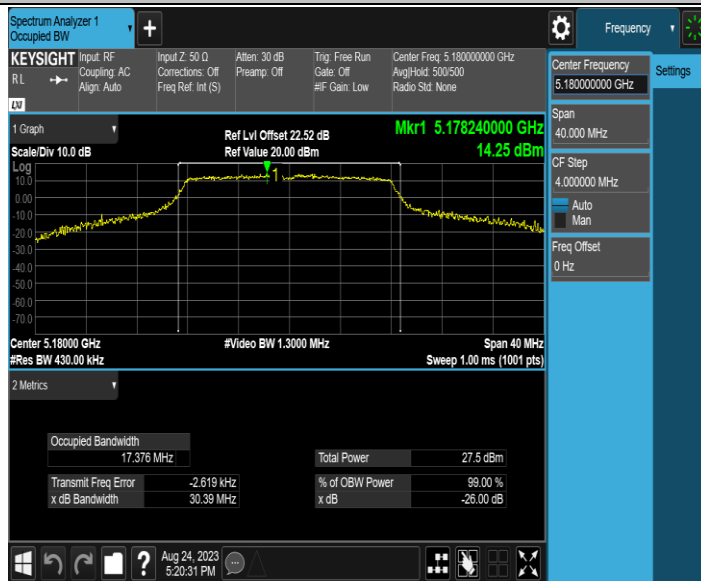 Spectrum Analyzer 1
Occupied BW
+
Frequency
KEYSIGHT
RL
LXI
Input: RF
Coupling: AC
Align: Auto
Input Z: 50 Ω
Corrections: Off
Freq Ref: Int (S)
Atten: 30 dB
Preamp: Off
Trig: Free Run
Gate: Off
#IF Gain: Low
Center Freq: 5.180000000 GHz
Avg|Hold: 500/500
Radio Std: None
Center Frequency
5.180000000 GHz
Settings
Span
40.000 MHz
CF Step
4.000000 MHz
Auto
Man
Freq Offset
0 Hz
1 Graph
Ref Lvl Offset 22.52 dB
Mkr1 5.178240000 GHz
Scale/Div 10.0 dB
Ref Value 20.00 dBm
14.25 dBm
Log
10.0
0.00
-10.0
-20.0
-30.0
-40.0
-50.0
-60.0
-70.0
1
Center 5.18000 GHz
#Video BW 1.3000 MHz
Span 40 MHz
#Res BW 430.00 kHz
Sweep 1.00 ms (1001 pts)
2 Metrics
Occupied Bandwidth
17.376 MHz
Total Power 27.5 dBm
Transmit Freq Error -2.619 kHz
% of OBW Power 99.00 %
x dB Bandwidth 30.39 MHz
x dB -26.00 dB
?
Aug 24, 2023
5:20:31 PM